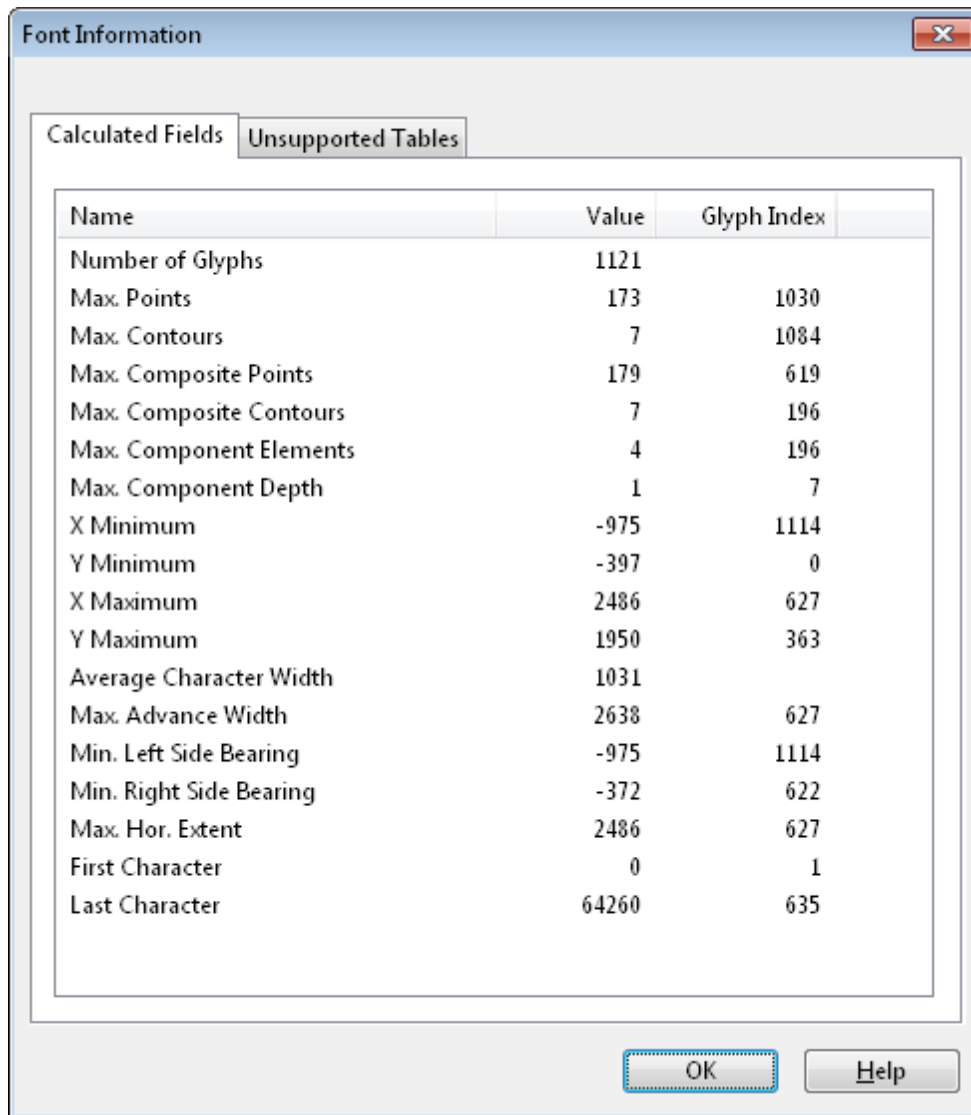 Font Information
Calculated Fields Unsupported Tables
Name Value Glyph Index
Number of Glyphs 1121
Max. Points 173 1030
Max. Contours 7 1084
Max. Composite Points 179 619
Max. Composite Contours 7 196
Max. Component Elements 4 196
Max. Component Depth 1 7
X Minimum -975 1114
Y Minimum -397 0
X Maximum 2486 627
Y Maximum 1950 363
Average Character Width 1031
Max. Advance Width 2638 627
Min. Left Side Bearing -975 1114
Min. Right Side Bearing -372 622
Max. Hor. Extent 2486 627
First Character 0 1
Last Character 64260 635
OK Help